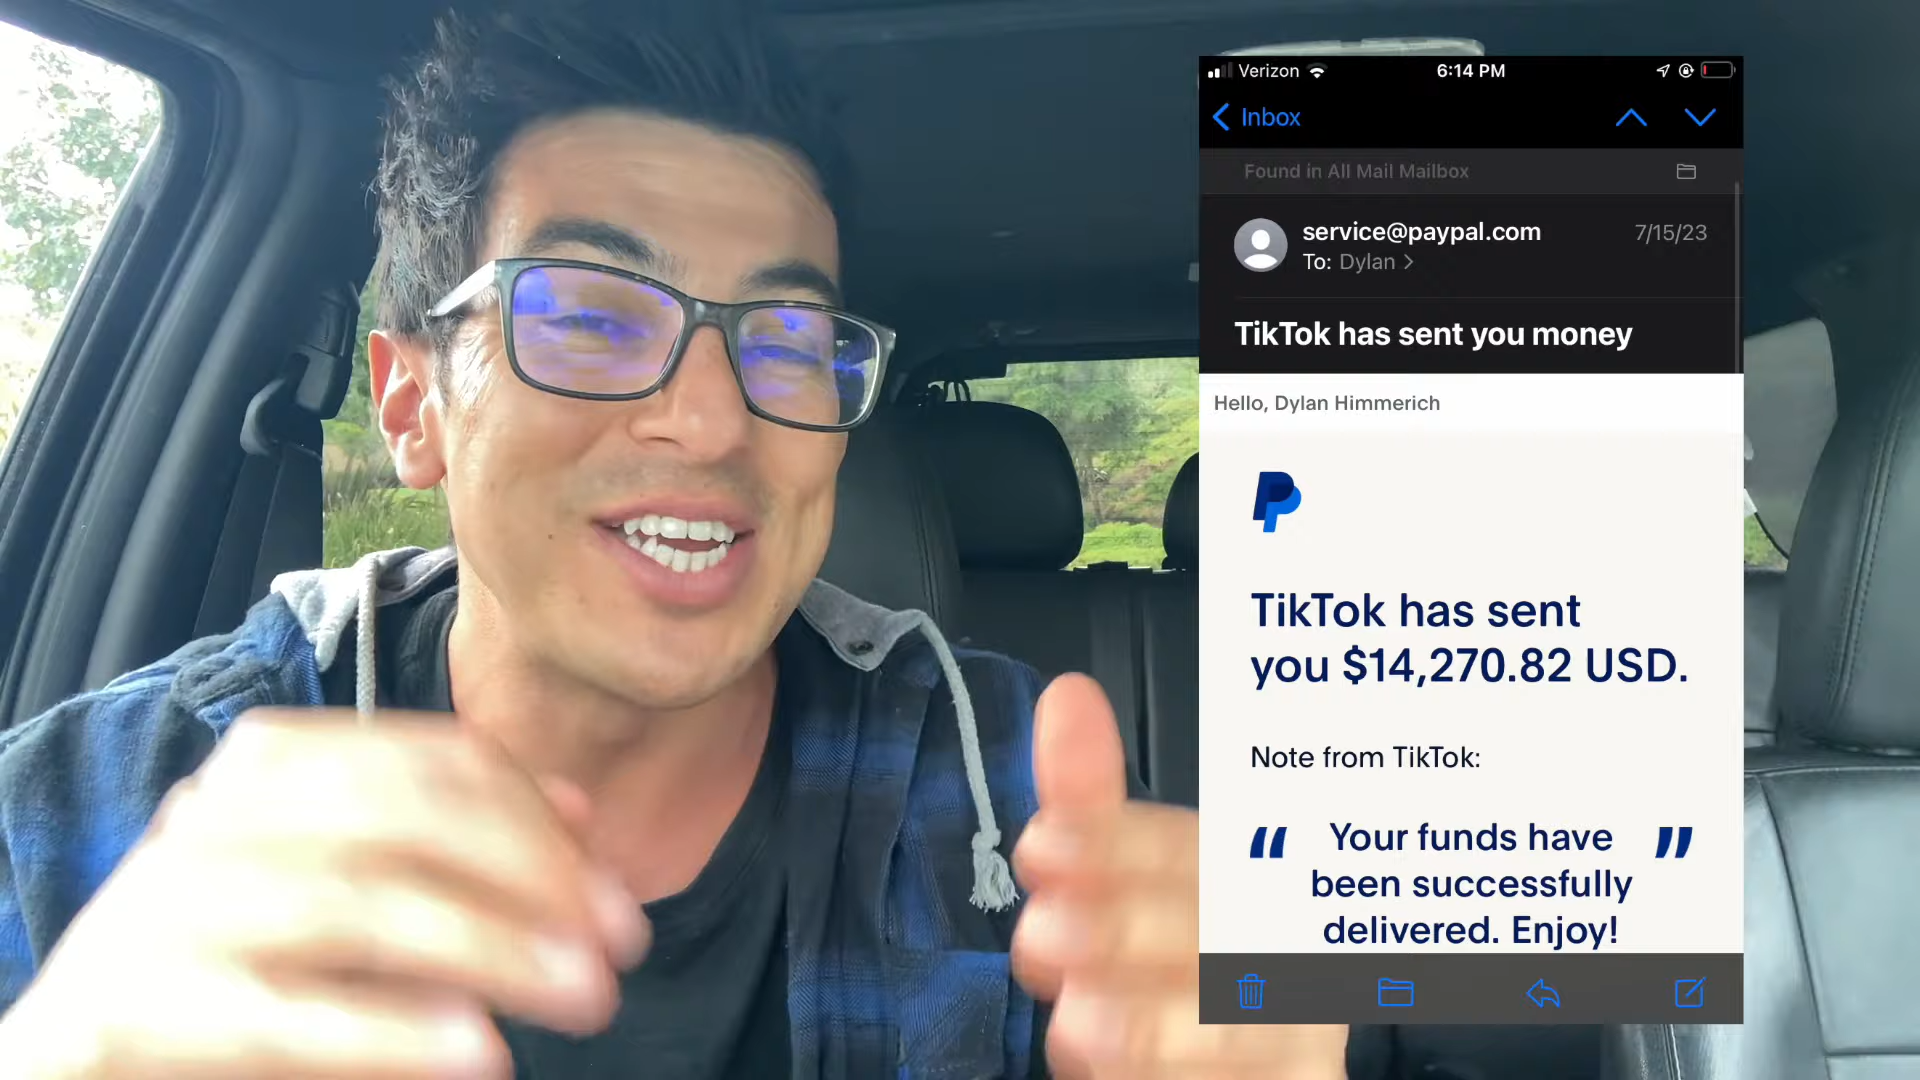 Verizon 6:14 PM
Inbox
Found in All Mail Mailbox
service@paypal.com 7/15/23
To: Dylan
TikTok has sent you money
Hello, Dylan Himmerich
TikTok has sent
you $14,270.82 USD.
Note from TikTok:
“ Your funds have ”
been successfully
delivered. Enjoy!